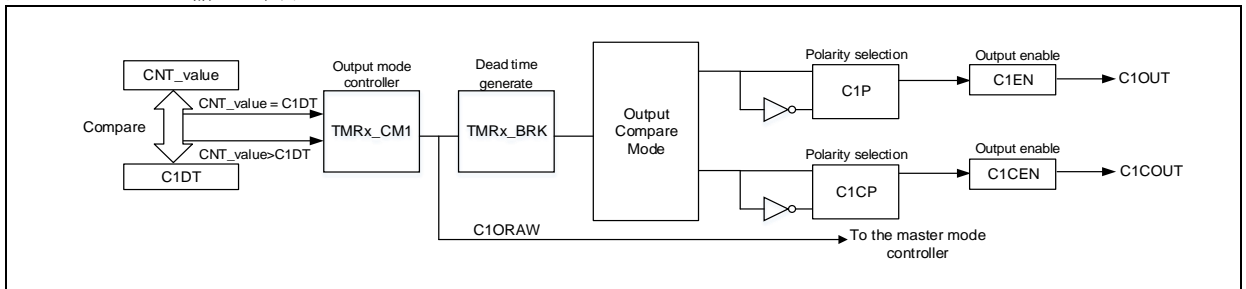 CNT_value
Compare
C1DT
CNT_value = C1DT
CNT_value>C1DT
Output mode
controller
TMRx_CM1
Dead time
generate
TMRx_BRK
C1ORAW
Output
Compare
Mode
Polarity selection
C1P
Output enable
C1EN
C1OUT
Polarity selection
C1CP
Output enable
C1CEN
C1COUT
To the master mode
controller